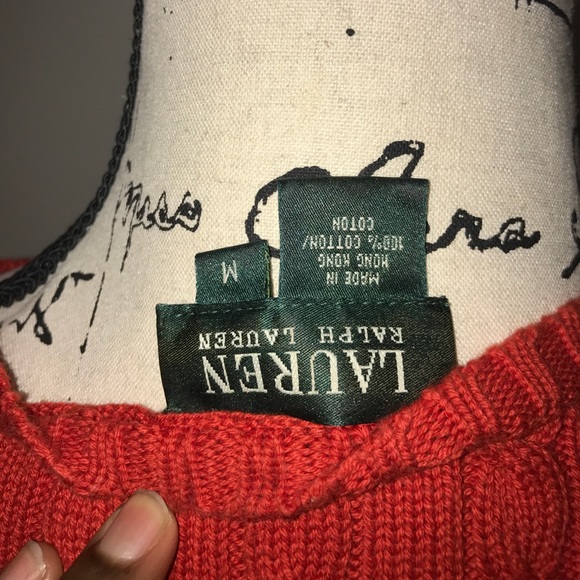 LAUREN
RALPH LAUREN
M
MADE IN
HONG KONG
100% COTTON/
COTON